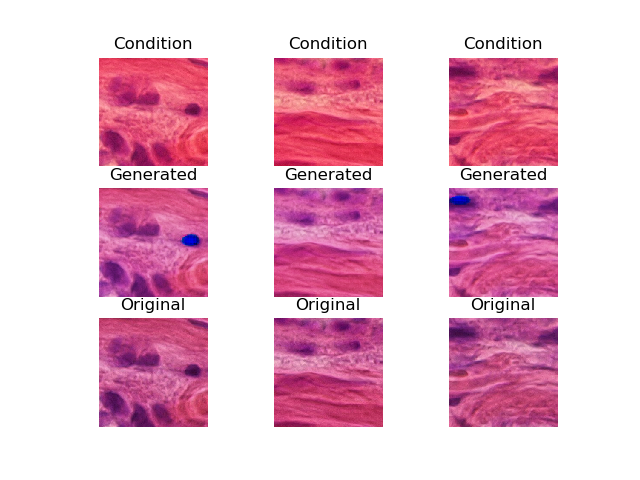 Condition Condition Condition
Generated Generated Generated
Original Original Original